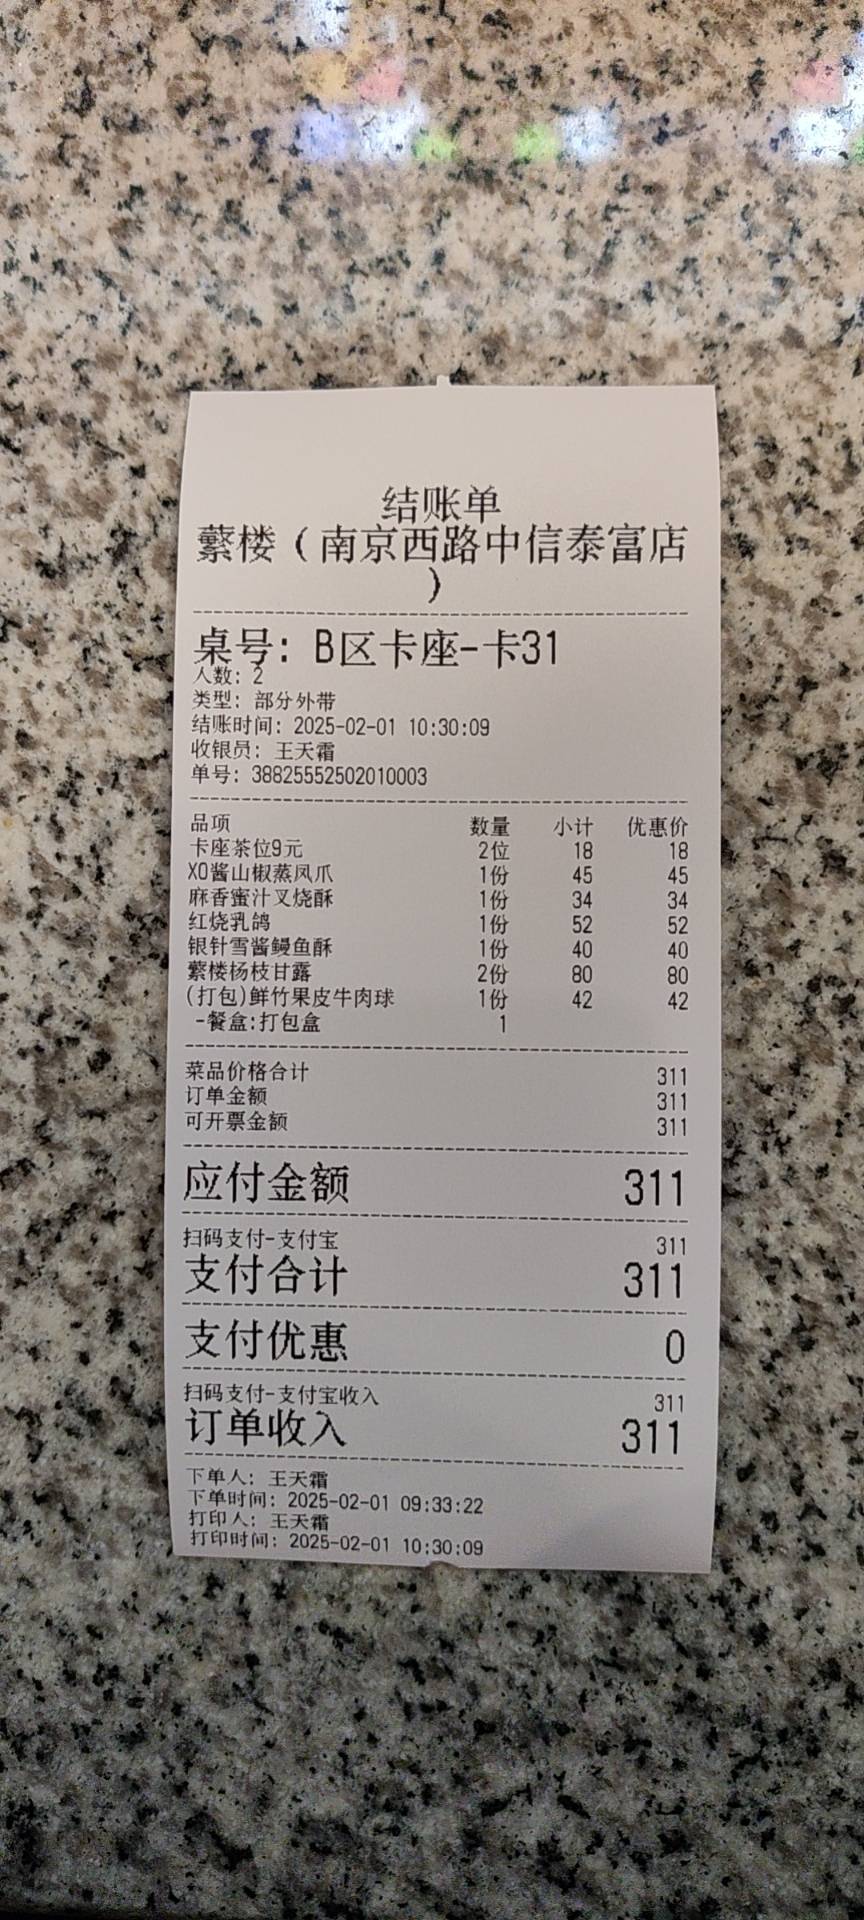 结账单
蘩楼（南京西路中信泰富店
）
桌号: B区卡座-卡31
人数: 2
类型: 部分外带
结账时间: 2025-02-01 10:30:09
收银员: 王天霜
单号: 38825552502010003
品项 数量 小计 优惠价
卡座茶位9元 2位 18 18
XO酱山椒蒸凤爪 1份 45 45
麻香蜜汁叉烧酥 1份 34 34
红烧乳鸽 1份 52 52
银针雪酱鳗鱼酥 1份 40 40
蘩楼杨枝甘露 2份 80 80
(打包)鲜竹果皮牛肉球 1份 42 42
-餐盒:打包盒 1
菜品价格合计 311
订单金额 311
可开票金额 311
应付金额 311
扫码支付-支付宝 311
支付合计 311
支付优惠 0
扫码支付-支付宝收入 311
订单收入 311
下单人: 王天霜
下单时间: 2025-02-01 09:33:22
打印人: 王天霜
打印时间: 2025-02-01 10:30:09